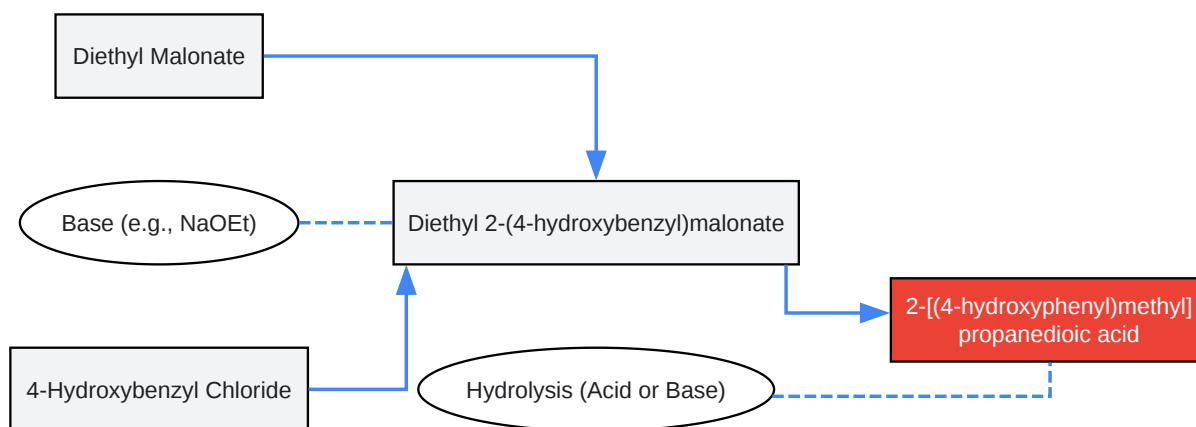 Diethyl Malonate
Base (e.g., NaOEt)
Diethyl 2-(4-hydroxybenzyl)malonate
2-[(4-hydroxyphenyl)methyl]
propanedioic acid
4-Hydroxybenzyl Chloride
Hydrolysis (Acid or Base)